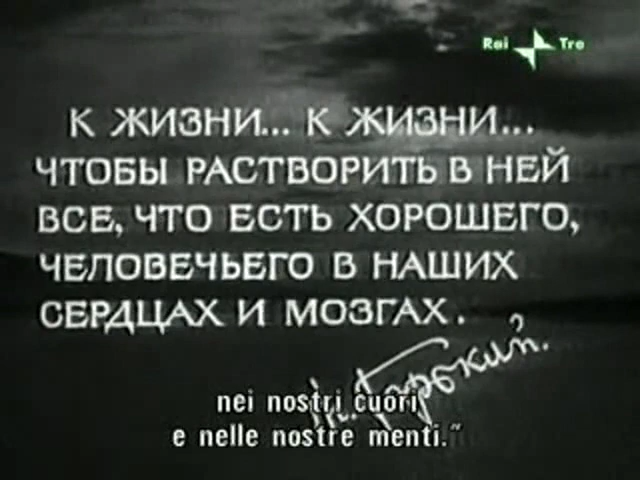 Rai Tre
К ЖИЗНИ... К ЖИЗНИ...
ЧТОБЫ РАСТВОРИТЬ В НЕЙ
ВСЕ, ЧТО ЕСТЬ ХОРОШЕГО,
ЧЕЛОВЕЧЬЕГО В НАШИХ
СЕРДЦАХ И МОЗГАХ.
М. Горький.
nei nostri cuori
e nelle nostre menti."